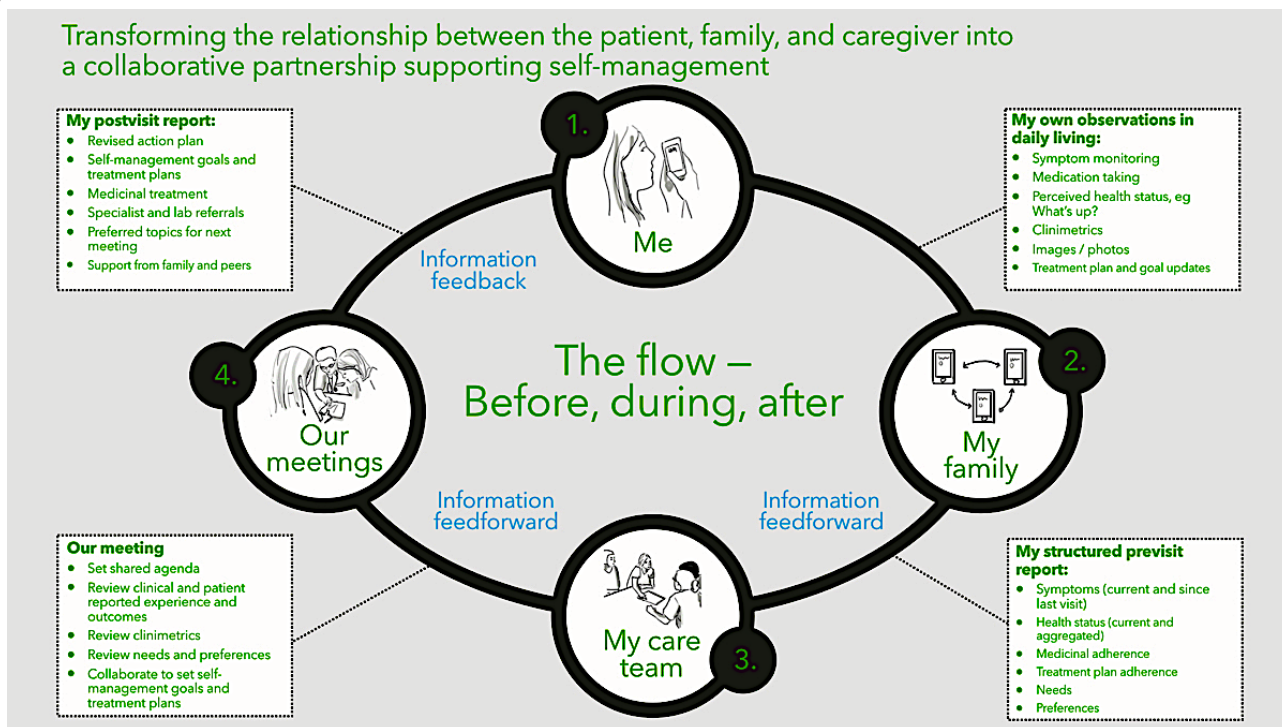 Transforming the relationship between the patient, family, and caregiver into
a collaborative partnership supporting self-management
My postvisit report:
• Revised action plan
• Self-management goals and
treatment plans
• Medicinal treatment
• Specialist and lab referrals
• Preferred topics for next
meeting
• Support from family and peers
1.
Me
My own observations in
daily living:
• Symptom monitoring
• Medication taking
• Perceived health status, eg
What's up?
• Clinimetrics
• Images / photos
• Treatment plan and goal updates
Information
feedback
4.
Our
meetings
The flow –
Before, during, after
2.
My
family
Information
feedforward
Information
feedforward
Our meeting
• Set shared agenda
• Review clinical and patient
reported experience and
outcomes
• Review clinimetrics
• Review needs and preferences
• Collaborate to set self-
management goals and
treatment plans
My care
team
3.
My structured previsit
report:
• Symptoms (current and since
last visit)
• Health status (current and
aggregated)
• Medicinal adherence
• Treatment plan adherence
• Needs
• Preferences